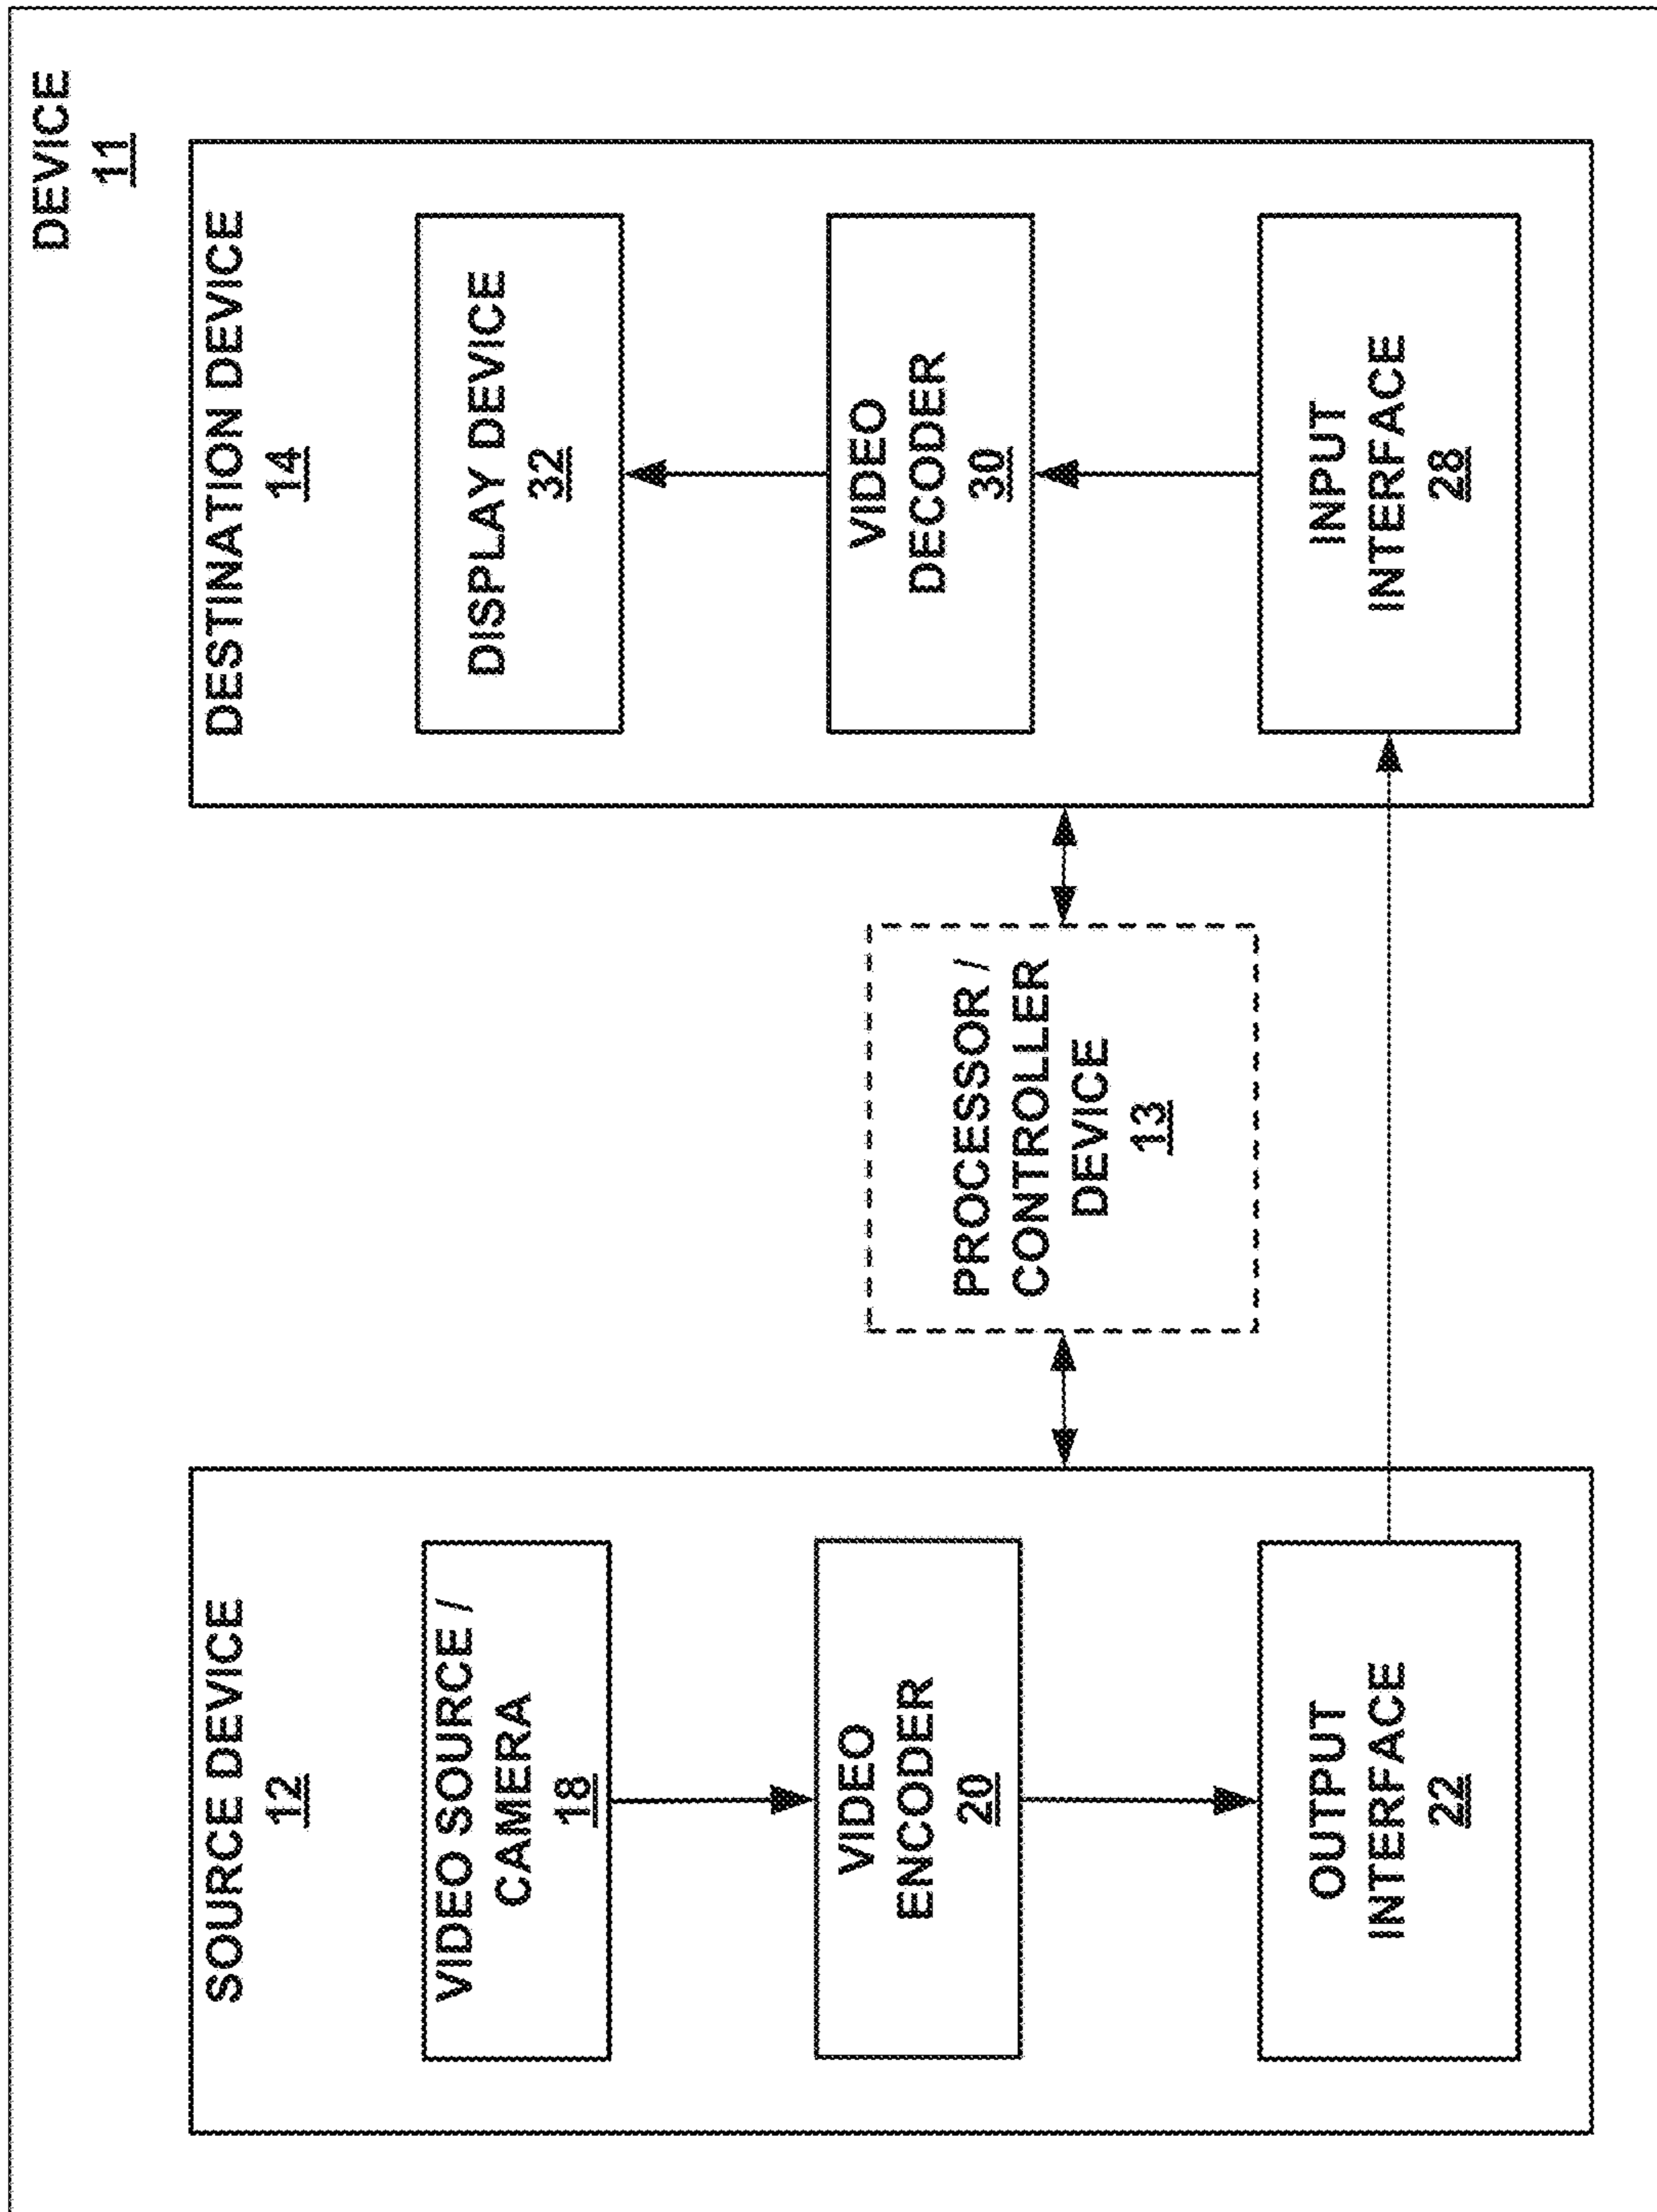 DEVICE
11
SOURCE DEVICE
12
VIDEO SOURCE /
CAMERA
18
VIDEO
ENCODER
20
OUTPUT
INTERFACE
22
PROCESSOR /
CONTROLLER
DEVICE
13
DESTINATION DEVICE
14
DISPLAY DEVICE
32
VIDEO
DECODER
30
INPUT
INTERFACE
28